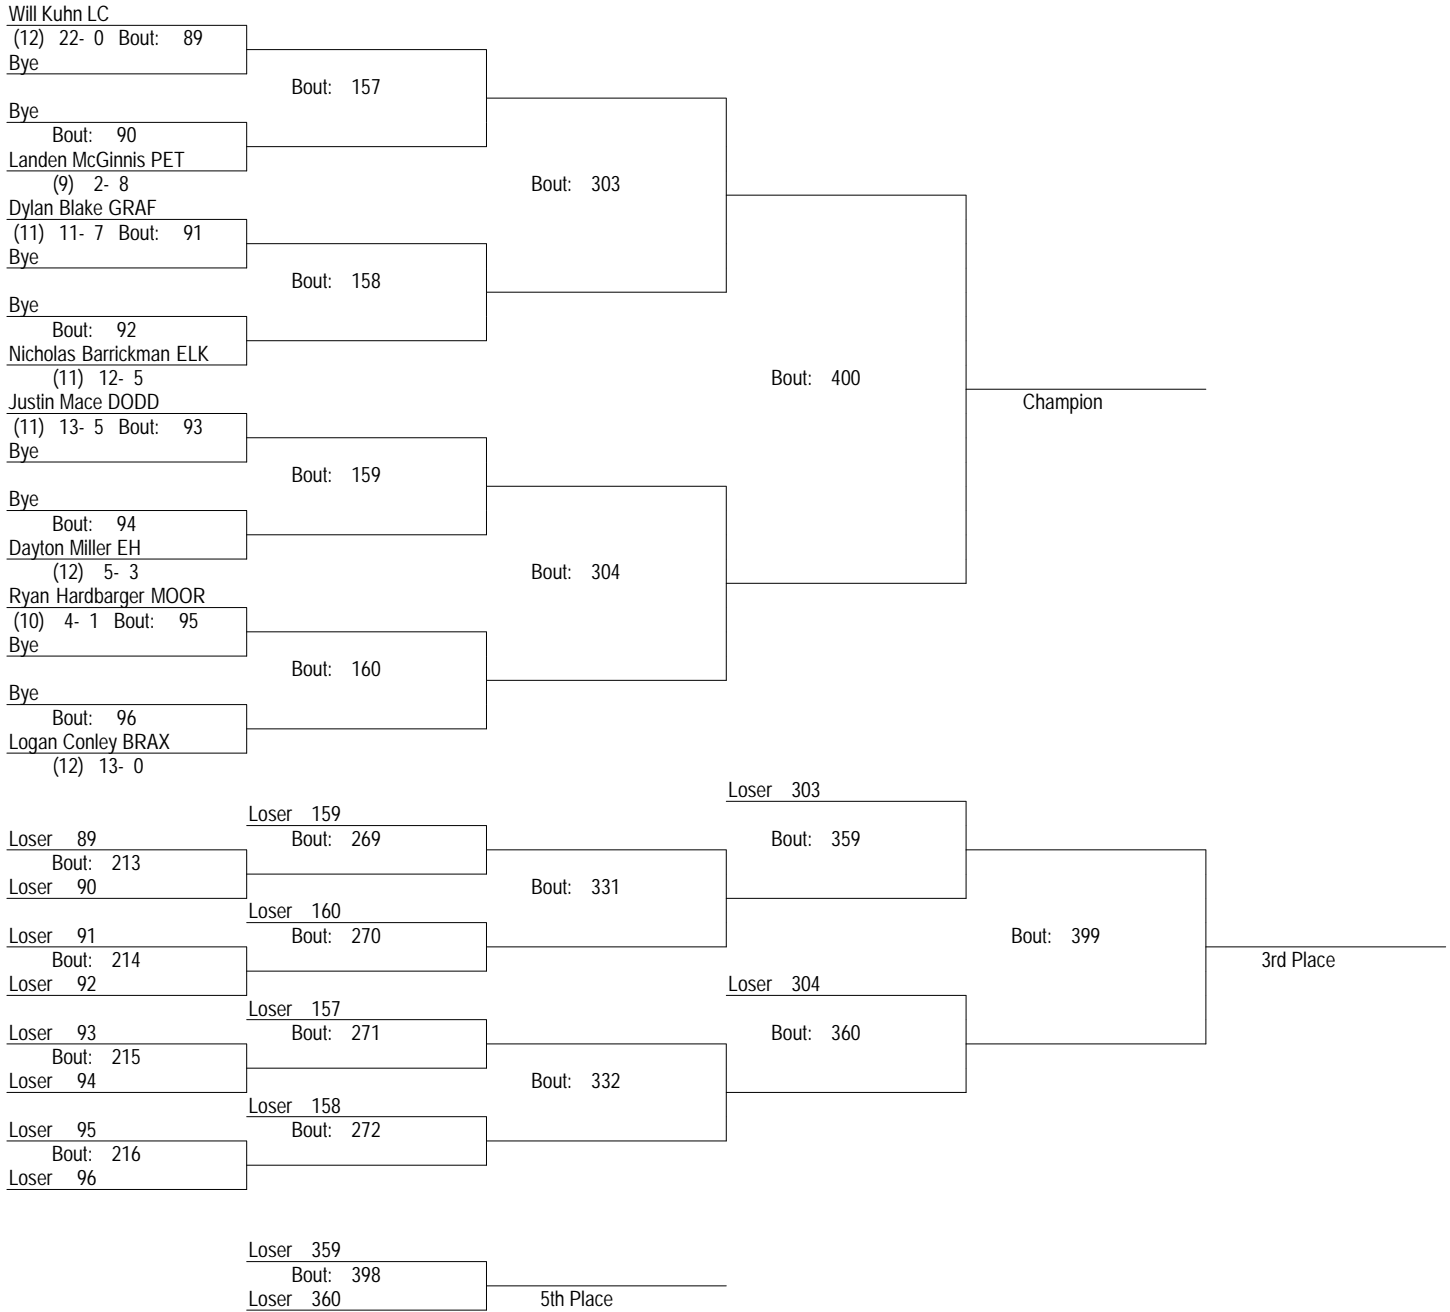 Will Kuhn LC
(12) 22- 0 Bout: 89
Bye
Bout: 157
Bye
Bout: 90
Landen McGinnis PET
(9) 2- 8
Bout: 303
Dylan Blake GRAF
(11) 11- 7 Bout: 91
Bye
Bout: 158
Bye
Bout: 92
Nicholas Barrickman ELK
(11) 12- 5
Bout: 400
Justin Mace DODD
Champion
(11) 13- 5 Bout: 93
Bye
Bout: 159
Bye
Bout: 94
Dayton Miller EH
(12) 5- 3
Bout: 304
Ryan Hardbarger MOOR
(10) 4- 1 Bout: 95
Bye
Bout: 160
Bye
Bout: 96
Logan Conley BRAX
(12) 13- 0
Loser 303
Loser 159
Loser 89
Bout: 269
Bout: 359
Bout: 213
Loser 90
Bout: 331
Loser 160
Loser 91
Bout: 270
Bout: 399
Bout: 214
3rd Place
Loser 92
Loser 304
Loser 157
Loser 93
Bout: 271
Bout: 360
Bout: 215
Loser 94
Bout: 332
Loser 158
Loser 95
Bout: 272
Bout: 216
Loser 96
Loser 359
Bout: 398
Loser 360
5th Place